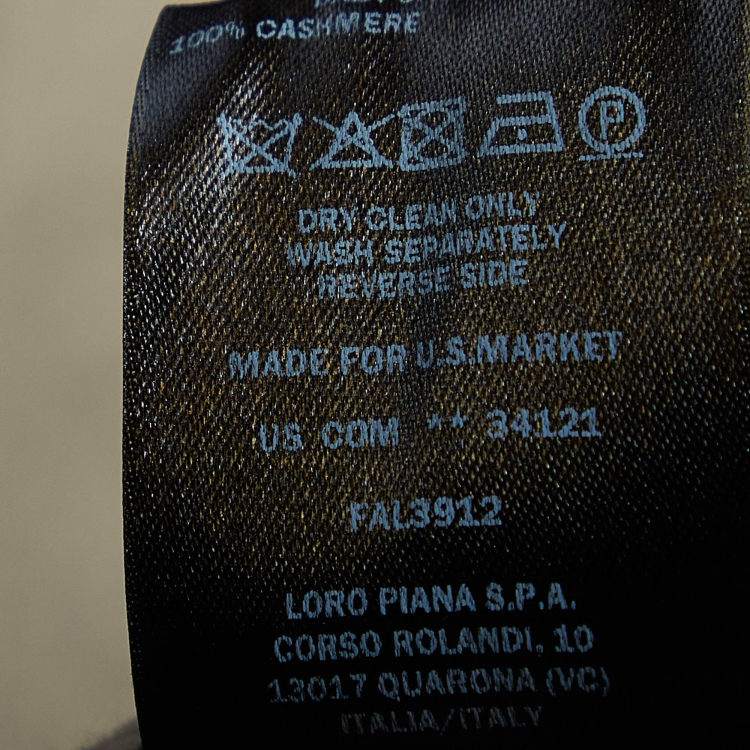 100% CASHMERE
P
DRY CLEAN ONLY
WASH SEPARATELY
REVERSE SIDE
MADE FOR U.S.MARKET
US COM ** 34121
FAL3912
LORO PIANA S.P.A.
CORSO ROLANDI, 10
13017 QUARONA (VC)
ITALIA/ITALY